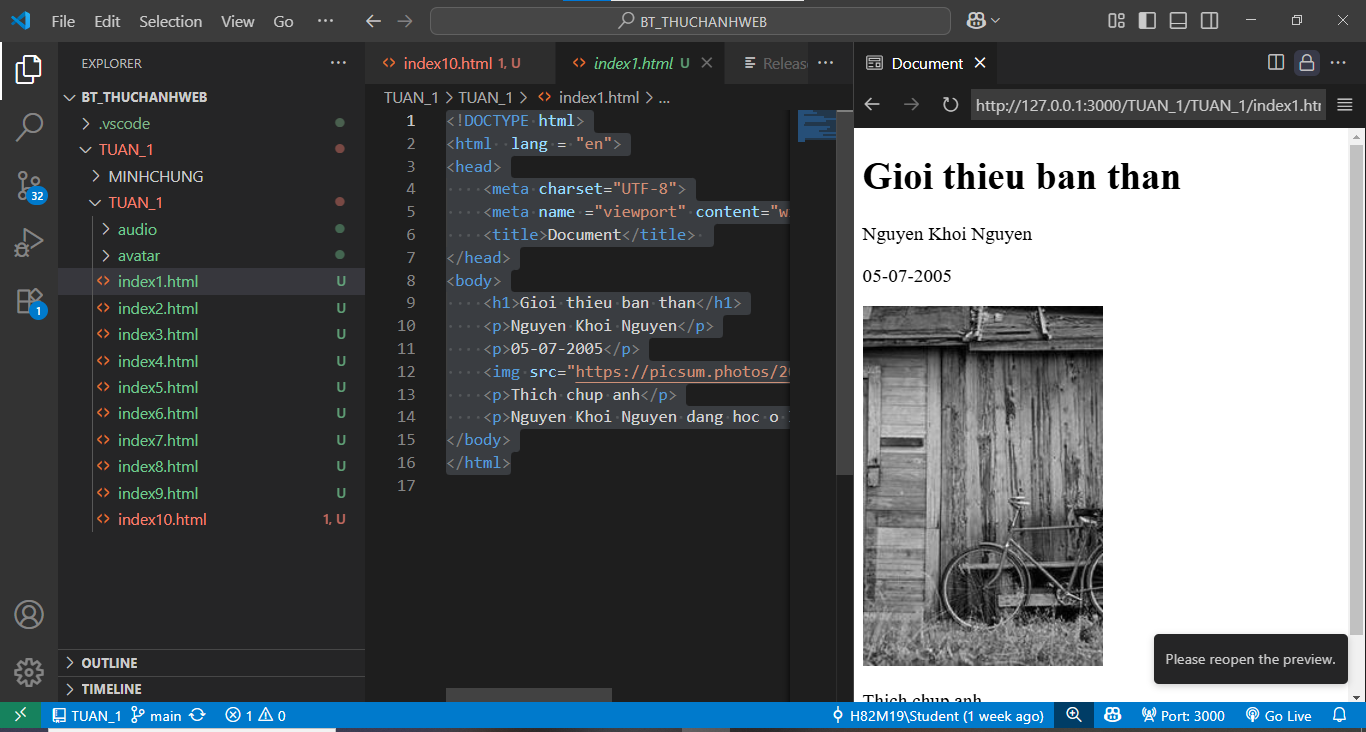 File Edit Selection View Go ··· BT_THUCHANHWEB
EXPLORER ···
BT_THUCHANHWEB
.vscode
TUAN_1
MINHCHUNG
TUAN_1
audio
avatar
index1.html U
index2.html U
index3.html U
index4.html U
index5.html U
index6.html U
index7.html U
index8.html U
index9.html U
index10.html 1, U
OUTLINE
TIMELINE
32
1
index10.html 1, U index1.html U Releas ···
TUAN_1 > TUAN_1 > index1.html > ...
1 <!DOCTYPE html>
2 <html  lang = "en">
3 <head>
4     <meta charset="UTF-8">
5     <meta name ="viewport" content="w
6     <title>Document</title>
7 </head>
8 <body>
9     <h1>Gioi thieu ban than</h1>
10     <p>Nguyen Khoi Nguyen</p>
11     <p>05-07-2005</p>
12     <img src="https://picsum.photos/20
13     <p>Thich chup anh</p>
14     <p>Nguyen Khoi Nguyen dang hoc o
15 </body>
16 </html>
17
Document ···
http://127.0.0.1:3000/TUAN_1/TUAN_1/index1.htm
Gioi thieu ban than
Nguyen Khoi Nguyen
05-07-2005
Thich chup anh
Please reopen the preview.
TUAN_1 main 1 0 H82M19\Student (1 week ago) Port: 3000 Go Live